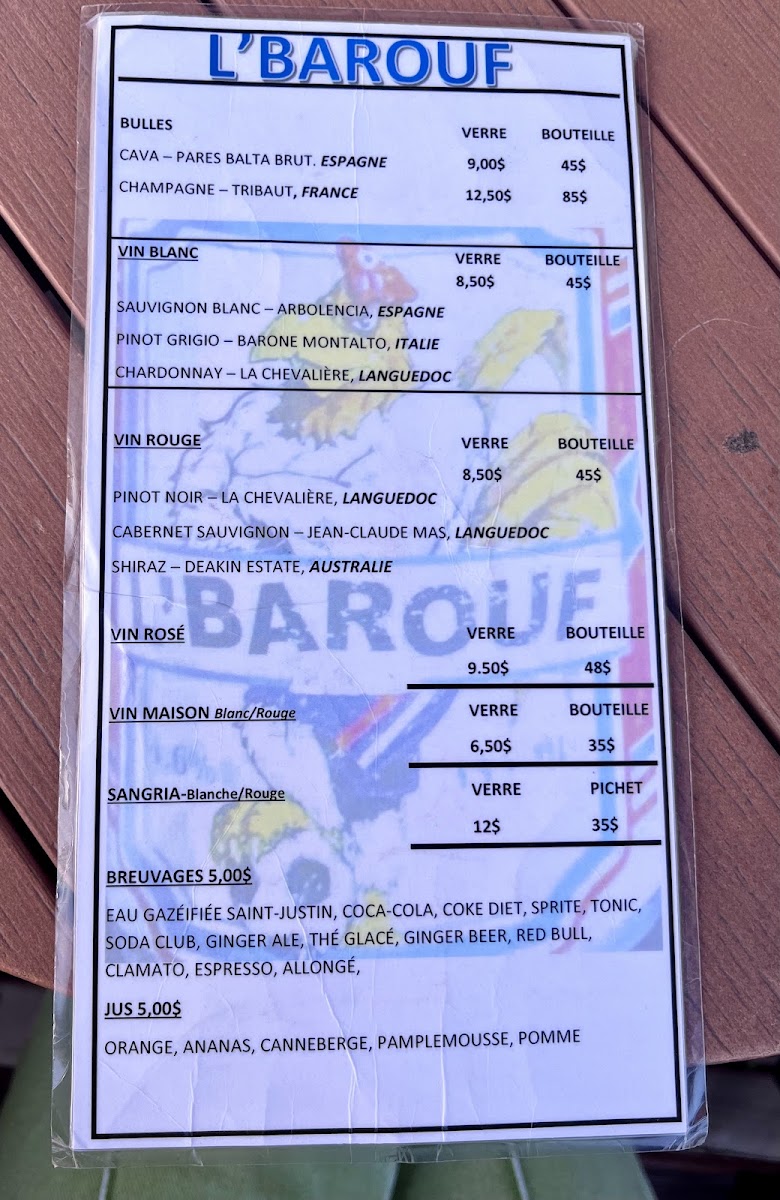 L'BAROUF
BULLES VERRE BOUTEILLE
CAVA – PARES BALTA BRUT. ESPAGNE 9,00$ 45$
CHAMPAGNE – TRIBAUT, FRANCE 12,50$ 85$
VIN BLANC VERRE BOUTEILLE
8,50$ 45$
SAUVIGNON BLANC – ARBOLENCIA, ESPAGNE
PINOT GRIGIO – BARONE MONTALTO, ITALIE
CHARDONNAY – LA CHEVALIÈRE, LANGUEDOC
VIN ROUGE VERRE BOUTEILLE
8,50$ 45$
PINOT NOIR – LA CHEVALIÈRE, LANGUEDOC
CABERNET SAUVIGNON – JEAN-CLAUDE MAS, LANGUEDOC
SHIRAZ – DEAKIN ESTATE, AUSTRALIE
L'BAROUF
VIN ROSÉ VERRE BOUTEILLE
9.50$ 48$
VIN MAISON Blanc/Rouge VERRE BOUTEILLE
6,50$ 35$
SANGRIA-Blanche/Rouge VERRE PICHET
12$ 35$
BREUVAGES 5,00$
EAU GAZÉIFIÉE SAINT-JUSTIN, COCA-COLA, COKE DIET, SPRITE, TONIC,
SODA CLUB, GINGER ALE, THÉ GLACÉ, GINGER BEER, RED BULL,
CLAMATO, ESPRESSO, ALLONGÉ,
JUS 5,00$
ORANGE, ANANAS, CANNEBERGE, PAMPLEMOUSSE, POMME